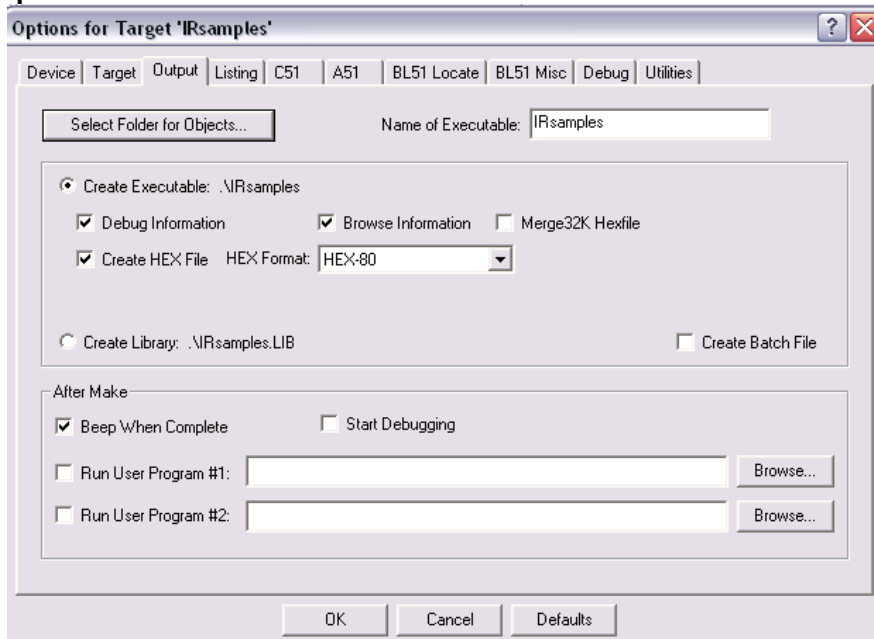 Options for Target 'IRsamples'
Device Target Output Listing C51 A51 BL51 Locate BL51 Misc Debug Utilities
Select Folder for Objects... Name of Executable: IRsamples
Create Executable: .\IRsamples
Debug Information Browse Information Merge32K Hexfile
Create HEX File HEX Format: HEX-80
Create Library: .\IRsamples.LIB Create Batch File
After Make
Beep When Complete Start Debugging
Run User Program #1: Browse...
Run User Program #2: Browse...
OK Cancel Defaults